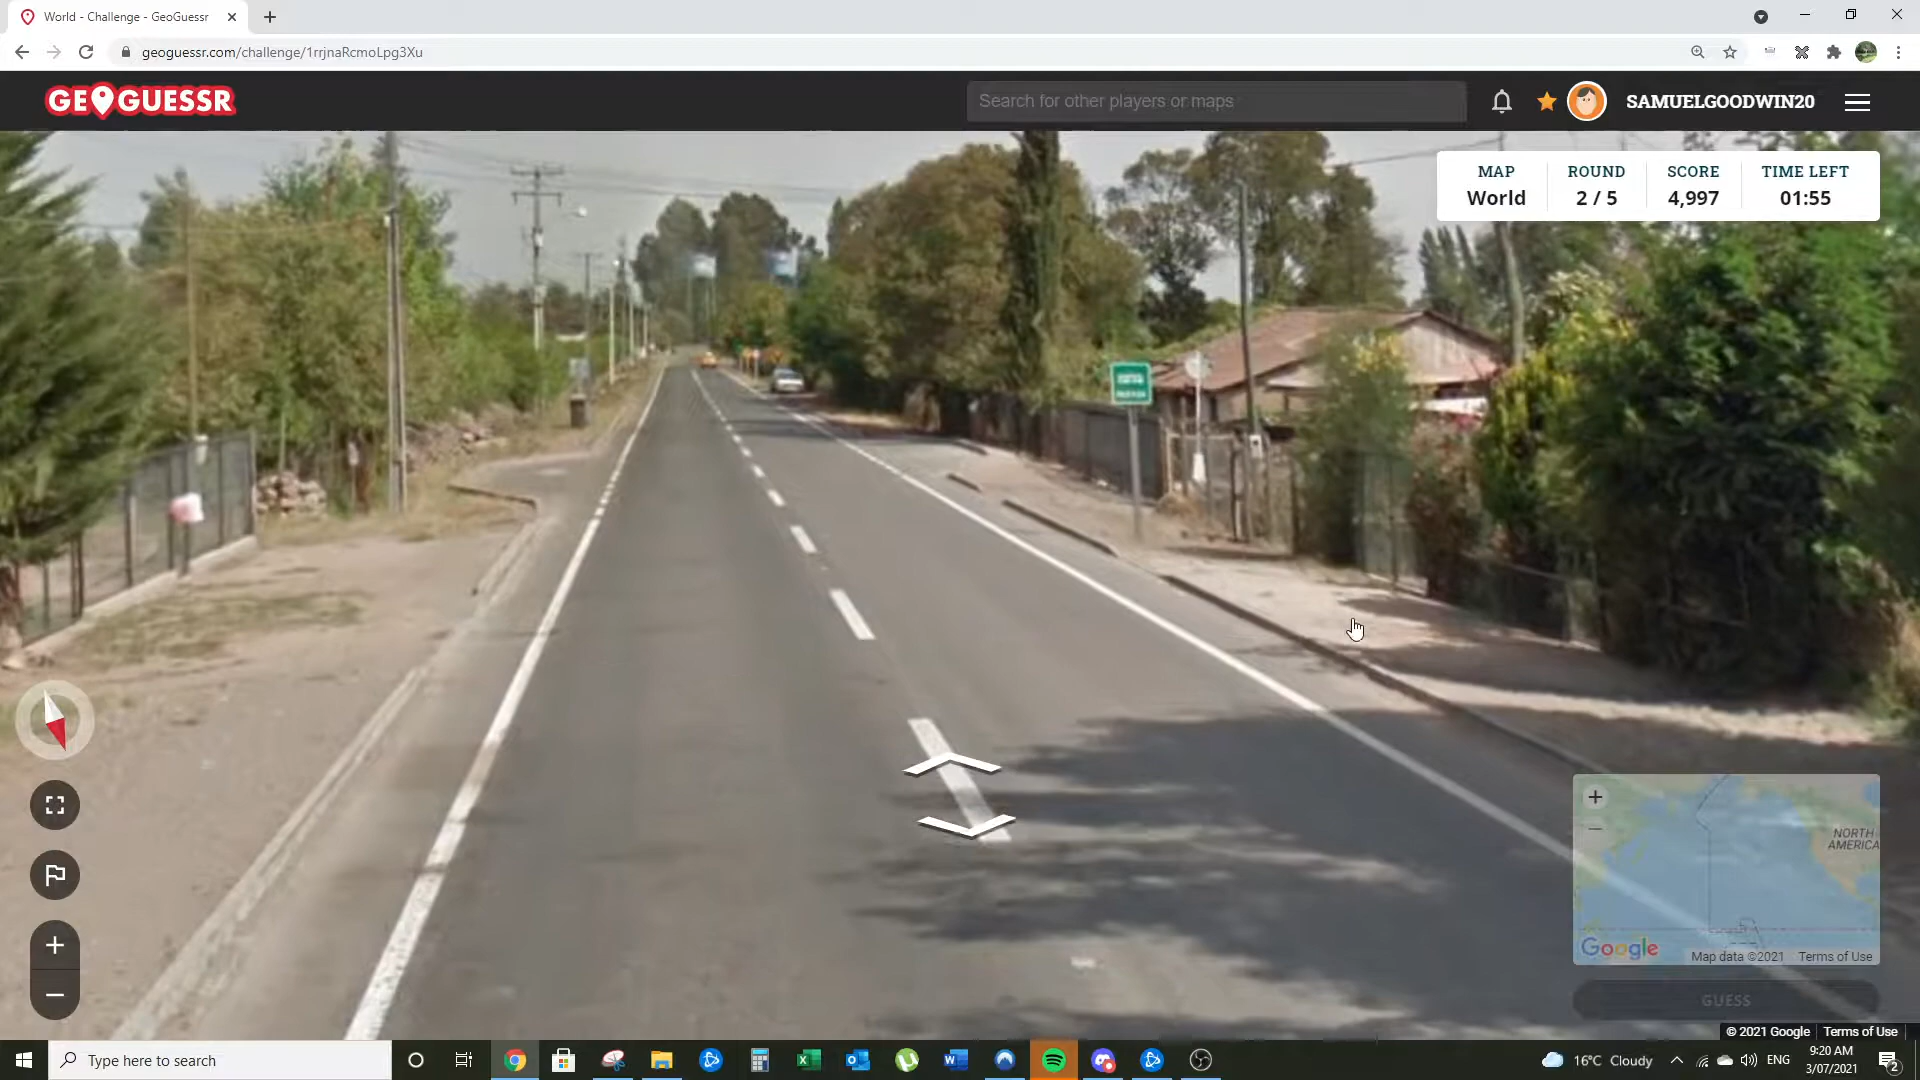 World - Challenge - GeoGuessr
geoguessr.com/challenge/1rrjnaRcmoLpg3Xu
GEOGUESSR
Search for other players or maps
SAMUELGOODWIN20
MAP
World
ROUND
2 / 5
SCORE
4,997
TIME LEFT
01:55
NORTH
AMERICA
Google
Map data ©2021
Terms of Use
GUESS
© 2021 Google
Terms of Use
Type here to search
16°C Cloudy
ENG
9:20 AM
3/07/2021
2